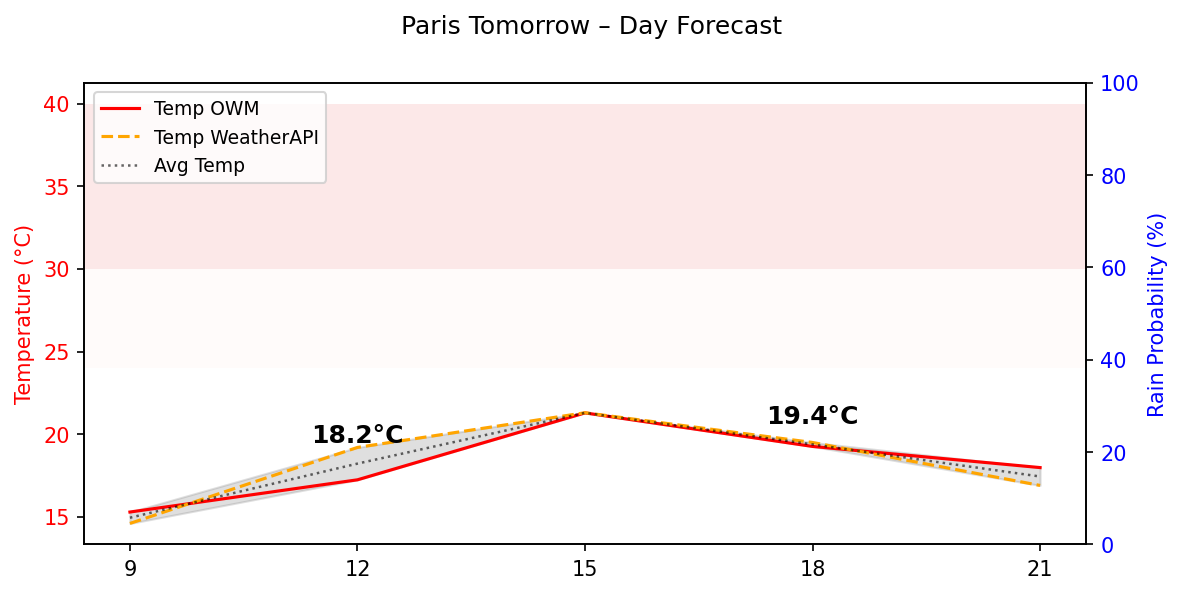 Paris Tomorrow – Day Forecast
Temp OWM
Temp WeatherAPI
Avg Temp
Temperature (°C)
40
35
30
25
20
15
18.2°C
19.4°C
100
80
60
40
20
0
Rain Probability (%)
9
12
15
18
21